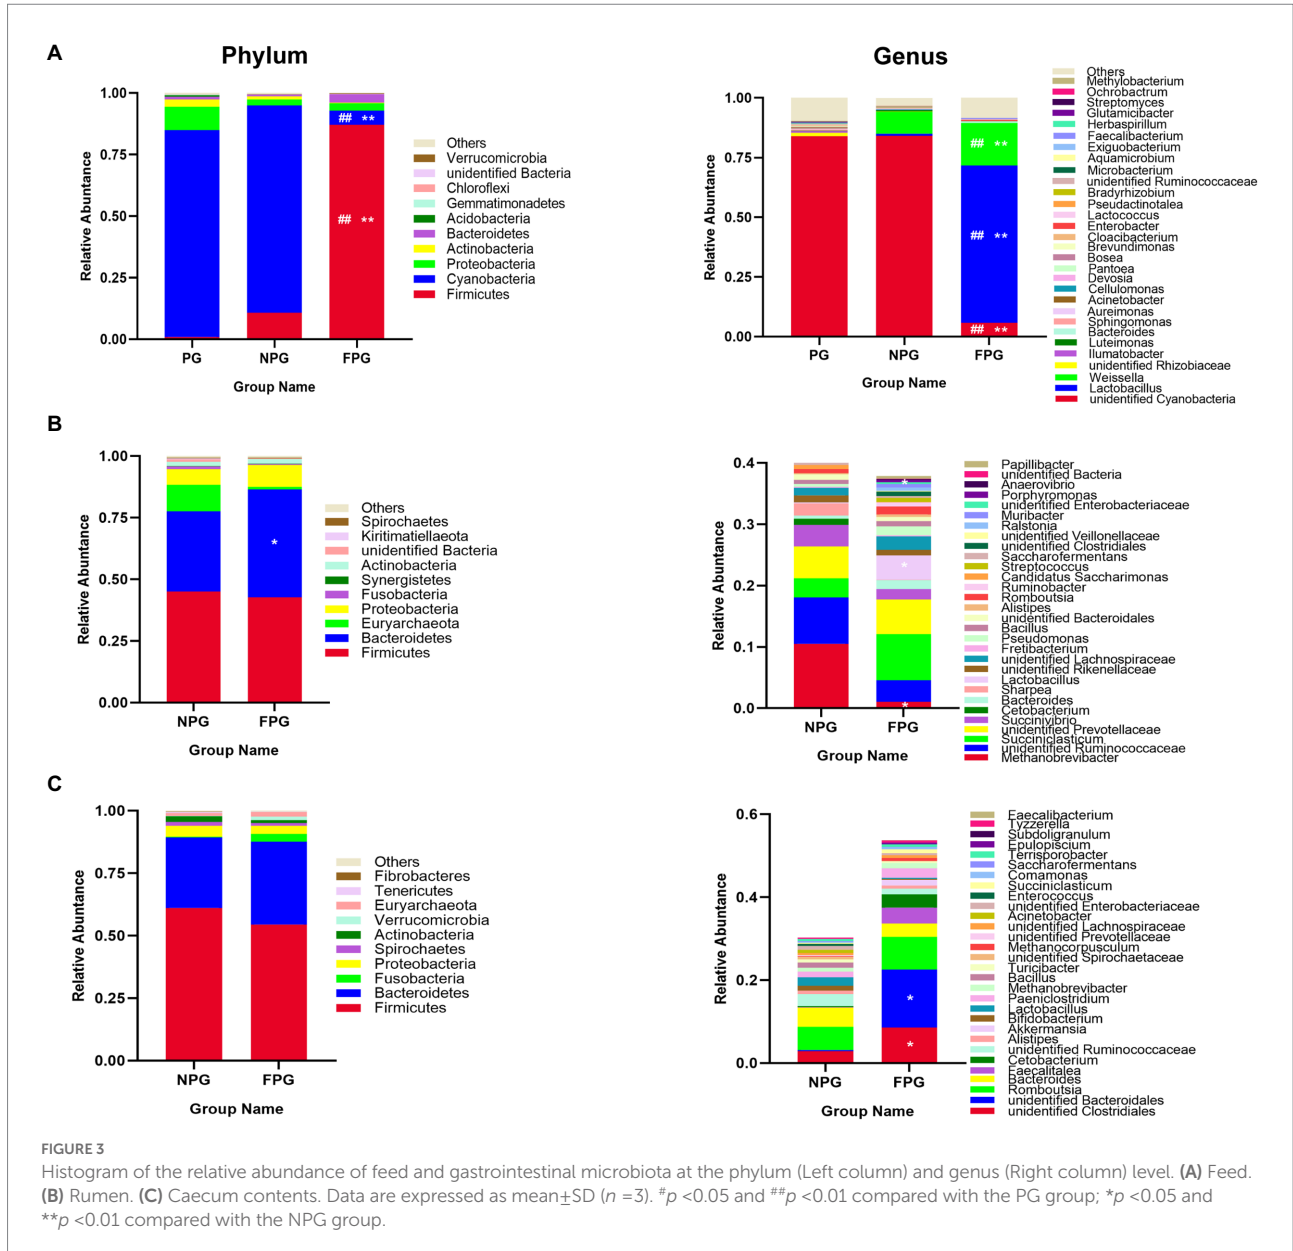 A
Phylum
Relative Abuntance
1.00
0.75
0.50
0.25
0.00
## **
## **
PG NPG FPG
Group Name
Others
Verrucomicrobia
unidentified Bacteria
Chloroflexi
Gemmatimonadetes
Acidobacteria
Bacteroidetes
Actinobacteria
Proteobacteria
Cyanobacteria
Firmicutes
Genus
Relative Abuntance
1.00
0.75
0.50
0.25
0.00
## **
## **
## **
PG NPG FPG
Group Name
Others
Methylobacterium
Ochrobactrum
Streptomyces
Glutamicibacter
Herbaspirillum
Faecalibacterium
Exiguobacterium
Aquamicrobium
Microbacterium
unidentified Ruminococcaceae
Bradyrhizobium
Pseudactinotalea
Lactococcus
Enterobacter
Cloacibacterium
Brevundimonas
Bosea
Pantoea
Devosia
Cellulomonas
Acinetobacter
Aureimonas
Sphingomonas
Bacteroides
Luteimonas
Ilumatobacter
unidentified Rhizobiaceae
Weissella
Lactobacillus
unidentified Cyanobacteria
B
Relative Abuntance
1.00
0.75
0.50
0.25
0.00
*
NPG FPG
Group Name
Others
Spirochaetes
Kiritimatiellaeota
unidentified Bacteria
Actinobacteria
Synergistetes
Fusobacteria
Proteobacteria
Euryarchaeota
Bacteroidetes
Firmicutes
Relative Abuntance
0.4
0.3
0.2
0.1
0.0
*
*
*
NPG FPG
Group Name
Papillibacter
unidentified Bacteria
Anaerovibrio
Porphyromonas
unidentified Enterobacteriaceae
Muribacter
Ralstonia
unidentified Veillonellaceae
unidentified Clostridiales
Saccharofermentans
Streptococcus
Candidatus Saccharimonas
Ruminobacter
Romboutsia
Alistipes
unidentified Bacteroidales
Bacillus
Pseudomonas
Fretibacterium
unidentified Lachnospiraceae
unidentified Rikenellaceae
Lactobacillus
Sharpea
Bacteroides
Cetobacterium
Succinivibrio
unidentified Prevotellaceae
Succiniclasticum
unidentified Ruminococcaceae
Methanobrevibacter
C
Relative Abuntance
1.00
0.75
0.50
0.25
0.00
NPG FPG
Group Name
Others
Fibrobacteres
Tenericutes
Euryarchaeota
Verrucomicrobia
Actinobacteria
Spirochaetes
Proteobacteria
Fusobacteria
Bacteroidetes
Firmicutes
Relative Abuntance
0.6
0.4
0.2
0.0
*
*
NPG FPG
Group Name
Faecalibacterium
Tyzzerella
Subdoligranulum
Epulopiscium
Terrisporobacter
Saccharofermentans
Comamonas
Succiniclasticum
Enterococcus
unidentified Enterobacteriaceae
Acinetobacter
unidentified Lachnospiraceae
unidentified Prevotellaceae
Methanocorpusculum
unidentified Spirochaetaceae
Turicibacter
Bacillus
Methanobrevibacter
Paeniclostridium
Lactobacillus
Bifidobacterium
Akkermansia
Alistipes
unidentified Ruminococcaceae
Cetobacterium
Faecalitalea
Bacteroides
Romboutsia
unidentified Bacteroidales
unidentified Clostridiales
FIGURE 3
Histogram of the relative abundance of feed and gastrointestinal microbiota at the phylum (Left column) and genus (Right column) level. (A) Feed.
(B) Rumen. (C) Caecum contents. Data are expressed as mean±SD (n =3). #p <0.05 and ##p <0.01 compared with the PG group; *p <0.05 and
**p <0.01 compared with the NPG group.